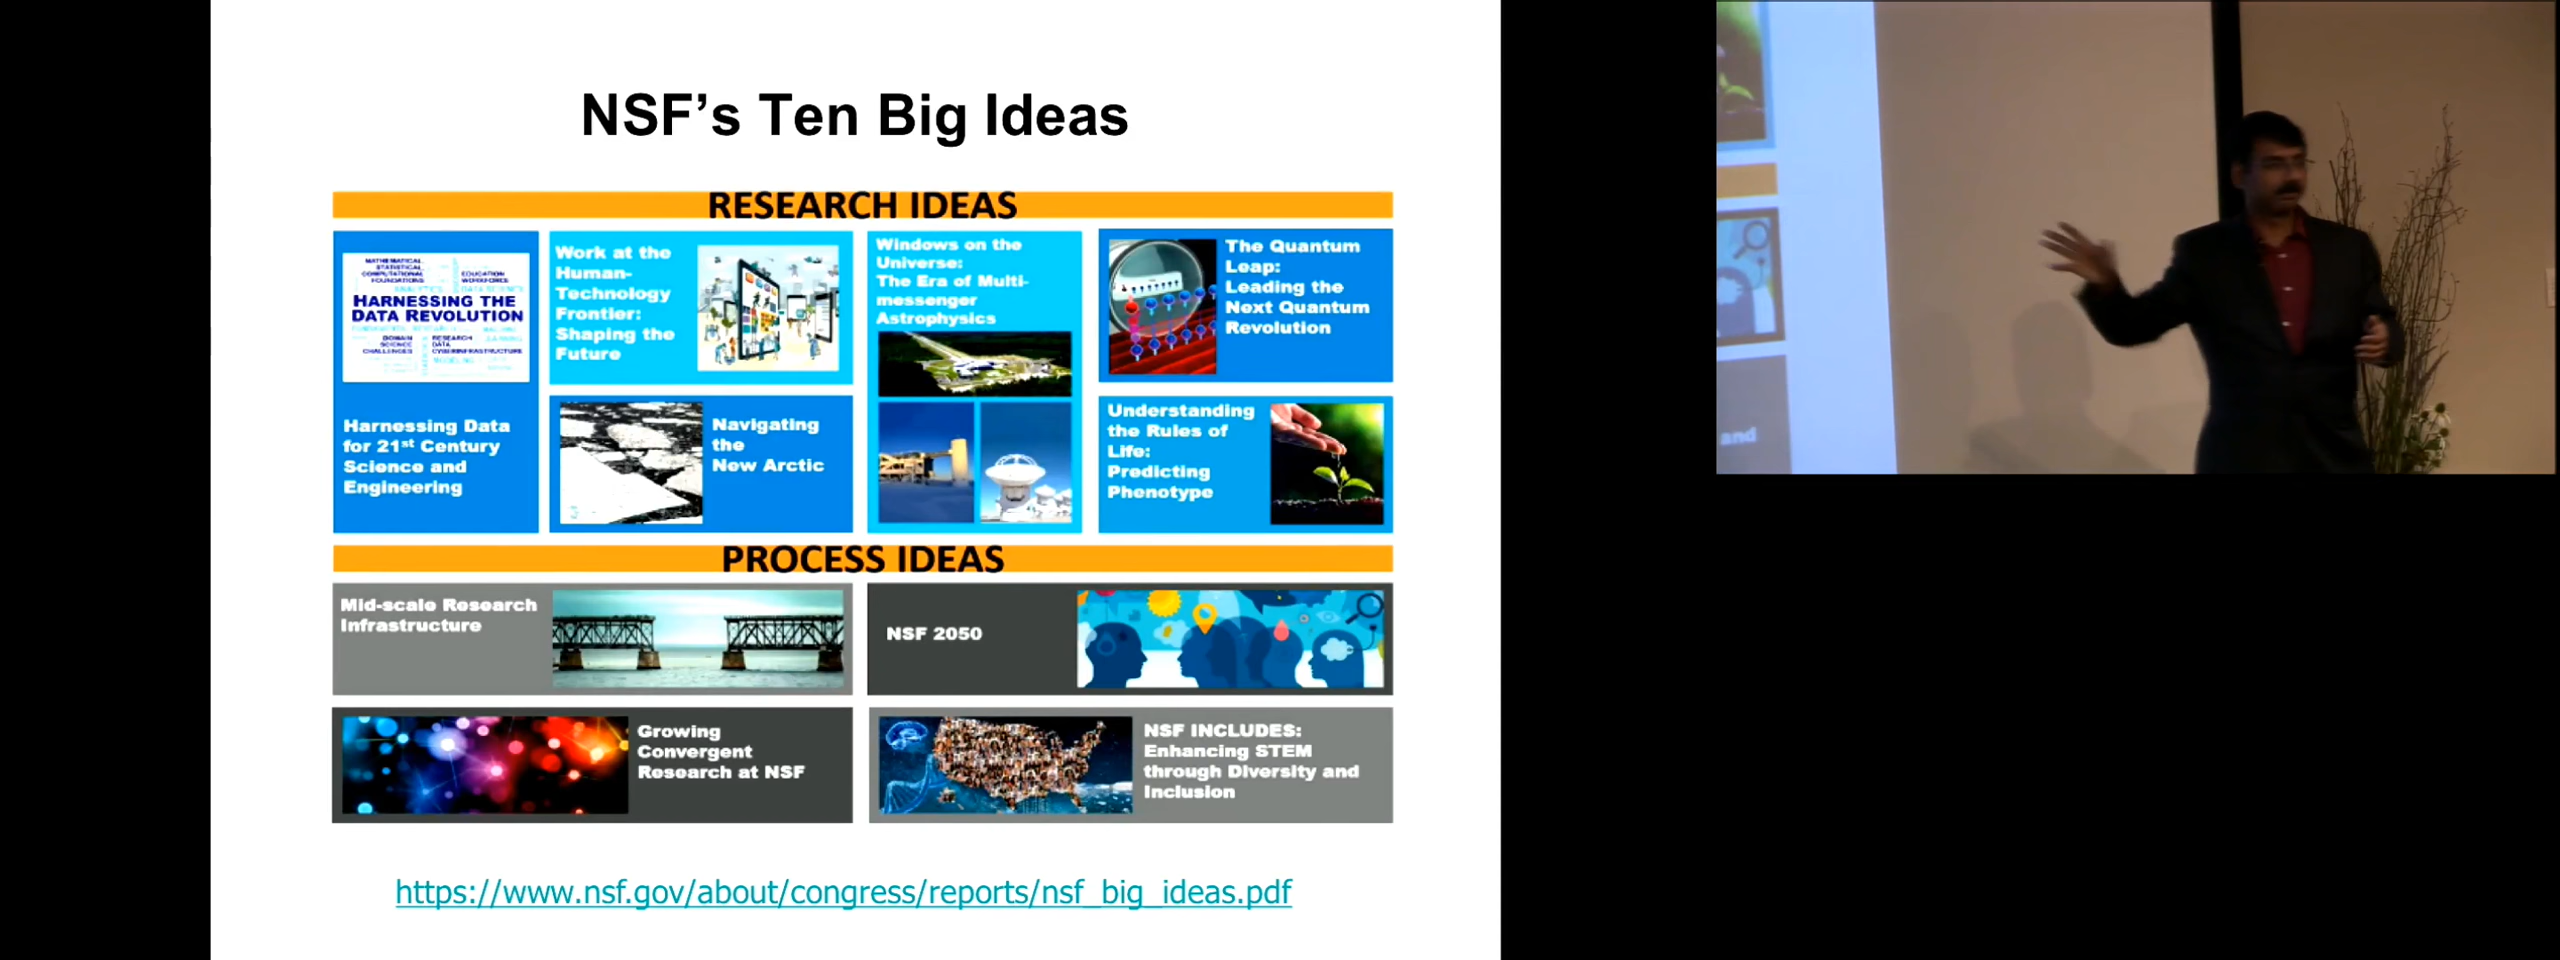 NSF's Ten Big Ideas
RESEARCH IDEAS
MATHEMATICAL
STATISTICAL
COMPUTATIONAL
FOUNDATIONS
EDUCATION
WORKFORCE
HARNESSING THE
DATA REVOLUTION
DOMAIN
SCIENCE
CHALLENGES
RESEARCH
DATA
CYBERINFRASTRUCTURE
Harnessing Data
for 21st Century
Science and
Engineering
Work at the
Human-
Technology
Frontier:
Shaping the
Future
Navigating
the
New Arctic
Windows on the
Universe:
The Era of Multi-
messenger
Astrophysics
The Quantum
Leap:
Leading the
Next Quantum
Revolution
Understanding
the Rules of
Life:
Predicting
Phenotype
PROCESS IDEAS
Mid-scale Research
Infrastructure
NSF 2050
Growing
Convergent
Research at NSF
NSF INCLUDES:
Enhancing STEM
through Diversity and
Inclusion
https://www.nsf.gov/about/congress/reports/nsf_big_ideas.pdf
and